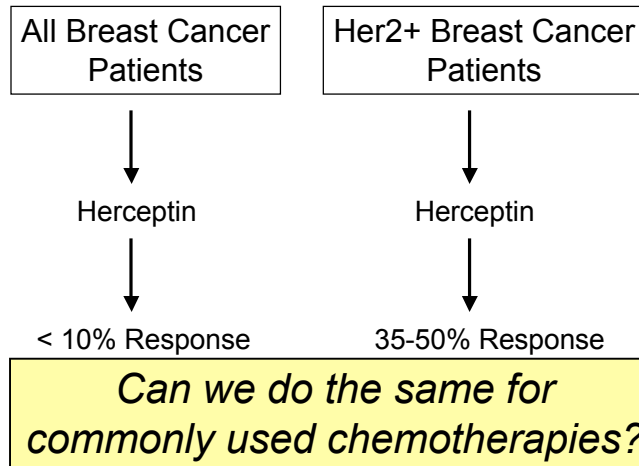 All Breast Cancer
Patients
Her2+ Breast Cancer
Patients
Herceptin
Herceptin
< 10% Response
35-50% Response
Can we do the same for
commonly used chemotherapies?